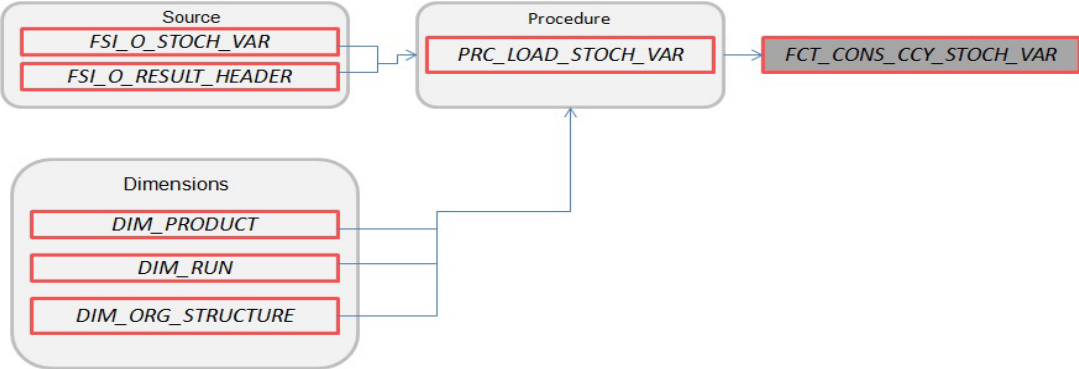 Source
FSI_O_STOCH_VAR
FSI_O_RESULT_HEADER
Procedure
PRC_LOAD_STOCH_VAR
FCT_CONS_CCY_STOCH_VAR
Dimensions
DIM_PRODUCT
DIM_RUN
DIM_ORG_STRUCTURE